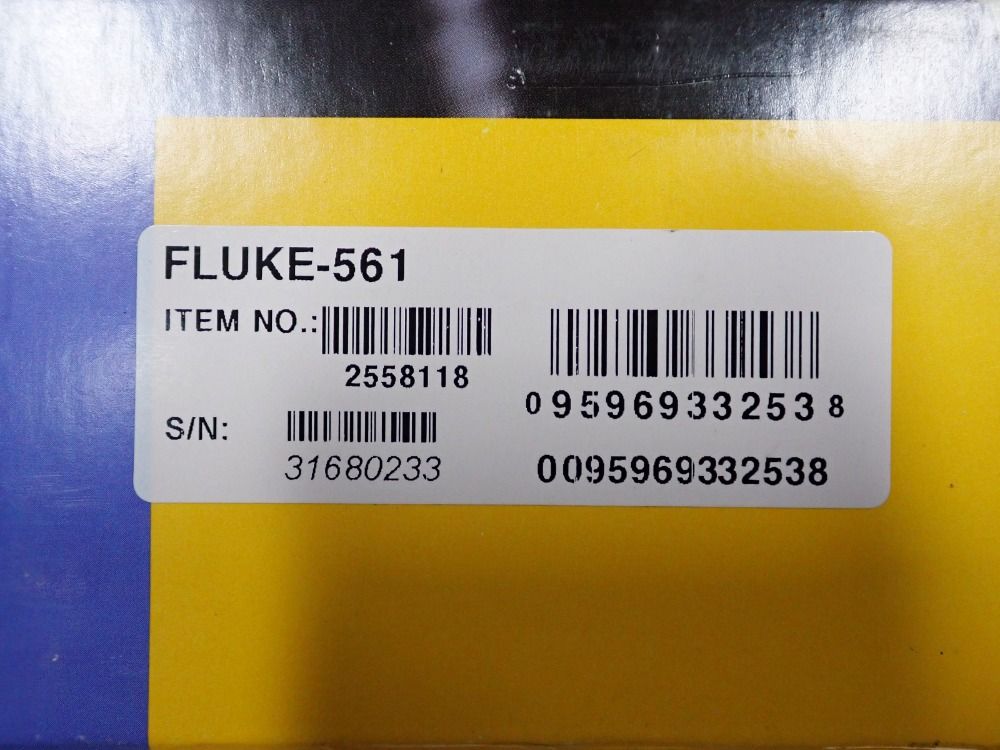 FLUKE-561
ITEM NO.:
2558118
S/N:
31680233
0 95969 33253 8
0095969332538